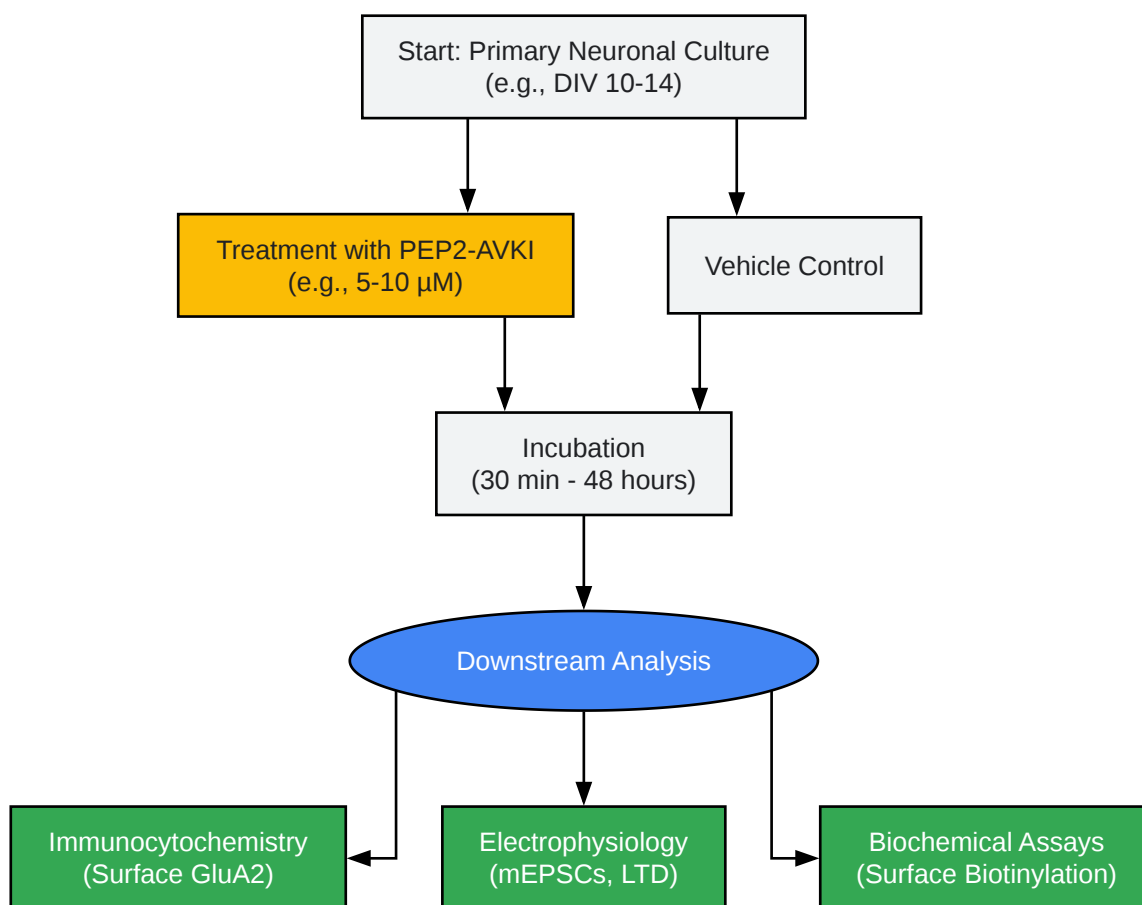 Start: Primary Neuronal Culture
(e.g., DIV 10-14)
Treatment with PEP2-AVKI
(e.g., 5-10 µM)
Vehicle Control
Incubation
(30 min - 48 hours)
Downstream Analysis
Immunocytochemistry
(Surface GluA2)
Electrophysiology
(mEPSCs, LTD)
Biochemical Assays
(Surface Biotinylation)